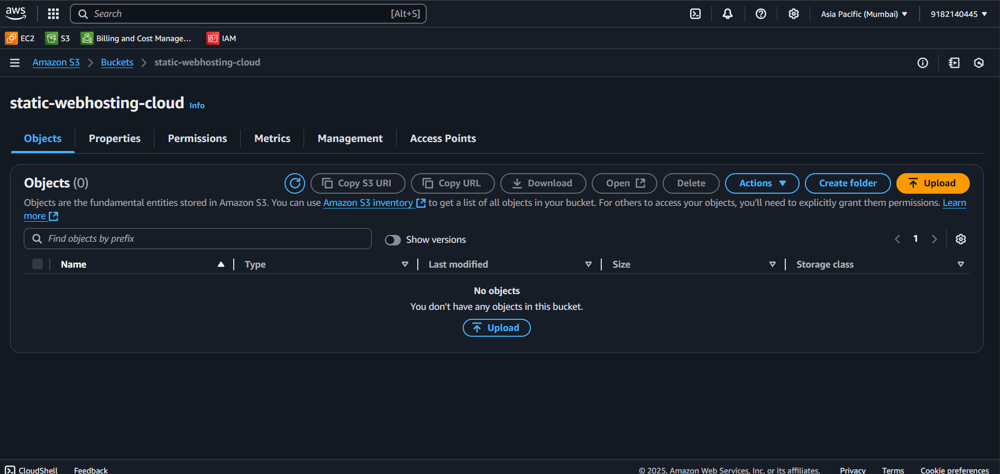 aws Search [Alt+S] Asia Pacific (Mumbai) 9182140445
EC2 S3 Billing and Cost Manage... IAM
Amazon S3 Buckets static-webhosting-cloud
static-webhosting-cloud Info
Objects Properties Permissions Metrics Management Access Points
Objects (0) Copy S3 URI Copy URL Download Open Delete Actions Create folder Upload
Objects are the fundamental entities stored in Amazon S3. You can use Amazon S3 inventory to get a list of all objects in your bucket. For others to access your objects, you'll need to explicitly grant them permissions. Learn
more
Find objects by prefix Show versions 1
Name Type Last modified Size Storage class
No objects
You don't have any objects in this bucket.
Upload
CloudShell Feedback © 2025, Amazon Web Services, Inc. or its affiliates. Privacy Terms Cookie preferences